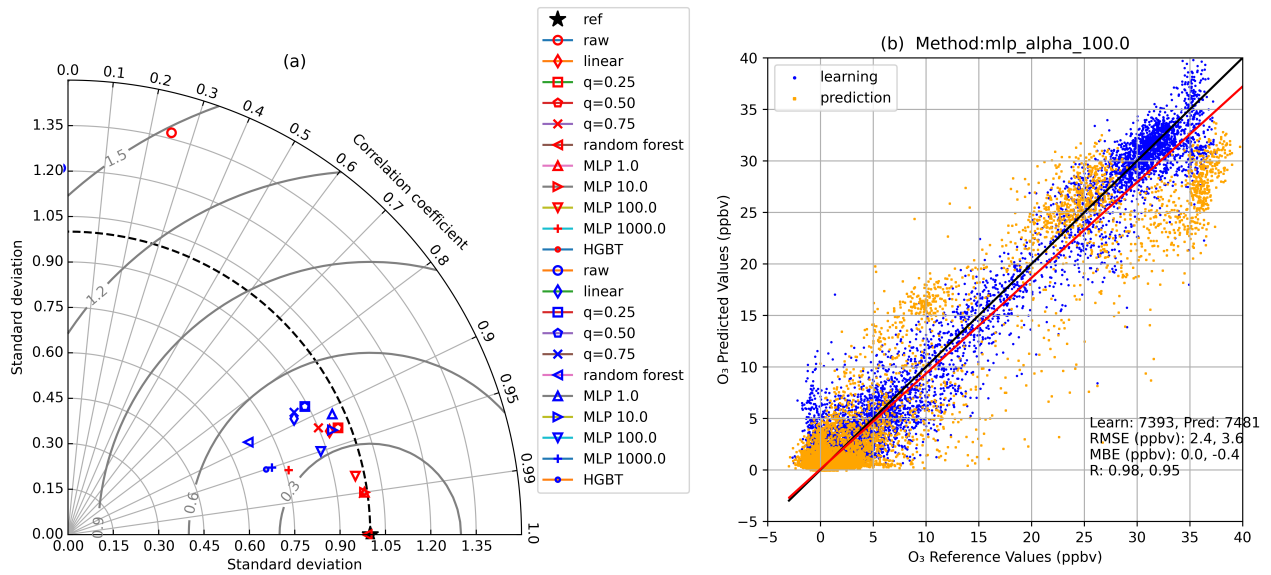 (a)
0.0
0.1
0.2
0.3
0.4
0.5
0.6
0.7
0.8
0.9
0.95
0.99
1.0
Correlation coefficient
1.35
1.20
1.05
0.90
0.75
0.60
0.45
0.30
0.15
0.00
Standard deviation
1.5
1.2
0.9
0.6
0.3
0.00
0.15
0.30
0.45
0.60
0.75
0.90
1.05
1.20
1.35
Standard deviation
ref
raw
linear
q=0.25
q=0.50
q=0.75
random forest
MLP 1.0
MLP 10.0
MLP 100.0
MLP 1000.0
HGBT
raw
linear
q=0.25
q=0.50
q=0.75
random forest
MLP 1.0
MLP 10.0
MLP 100.0
MLP 1000.0
HGBT
(b) Method:mlp_alpha_100.0
learning
prediction
40
35
30
25
20
15
10
5
0
−5
O₃ Predicted Values (ppbv)
Learn: 7393, Pred: 7481
RMSE (ppbv): 2.4, 3.6
MBE (ppbv): 0.0, -0.4
R: 0.98, 0.95
−5
0
5
10
15
20
25
30
35
40
O₃ Reference Values (ppbv)